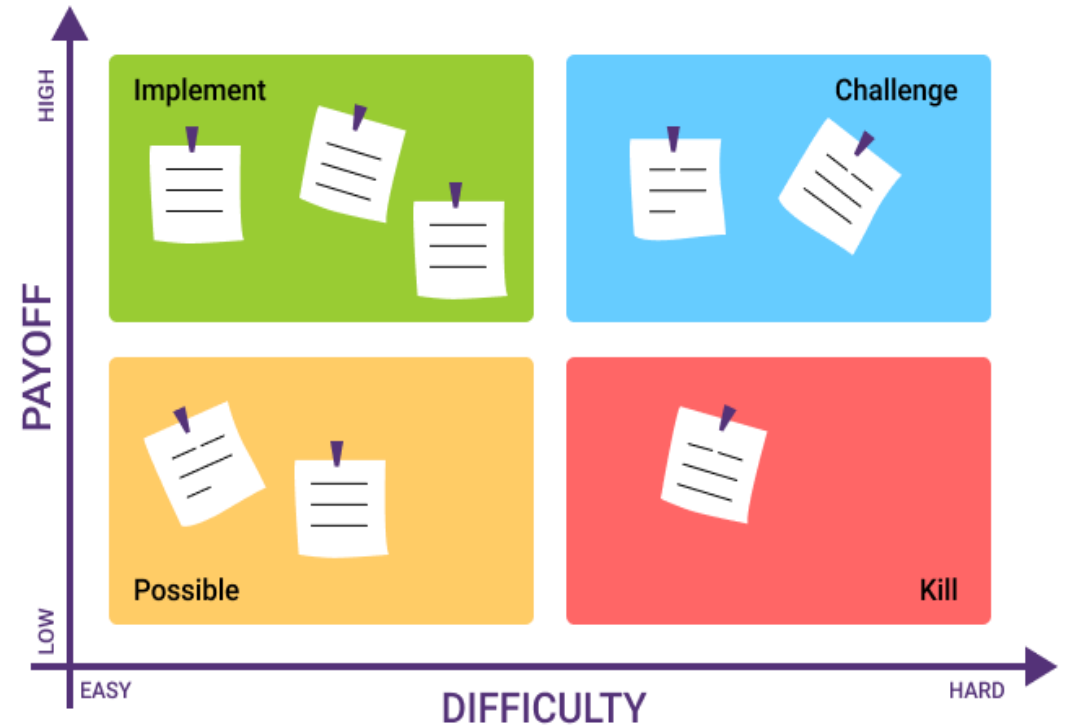 HIGH
Implement
Challenge
PAYOFF
Possible
Kill
LOW
EASY
DIFFICULTY
HARD